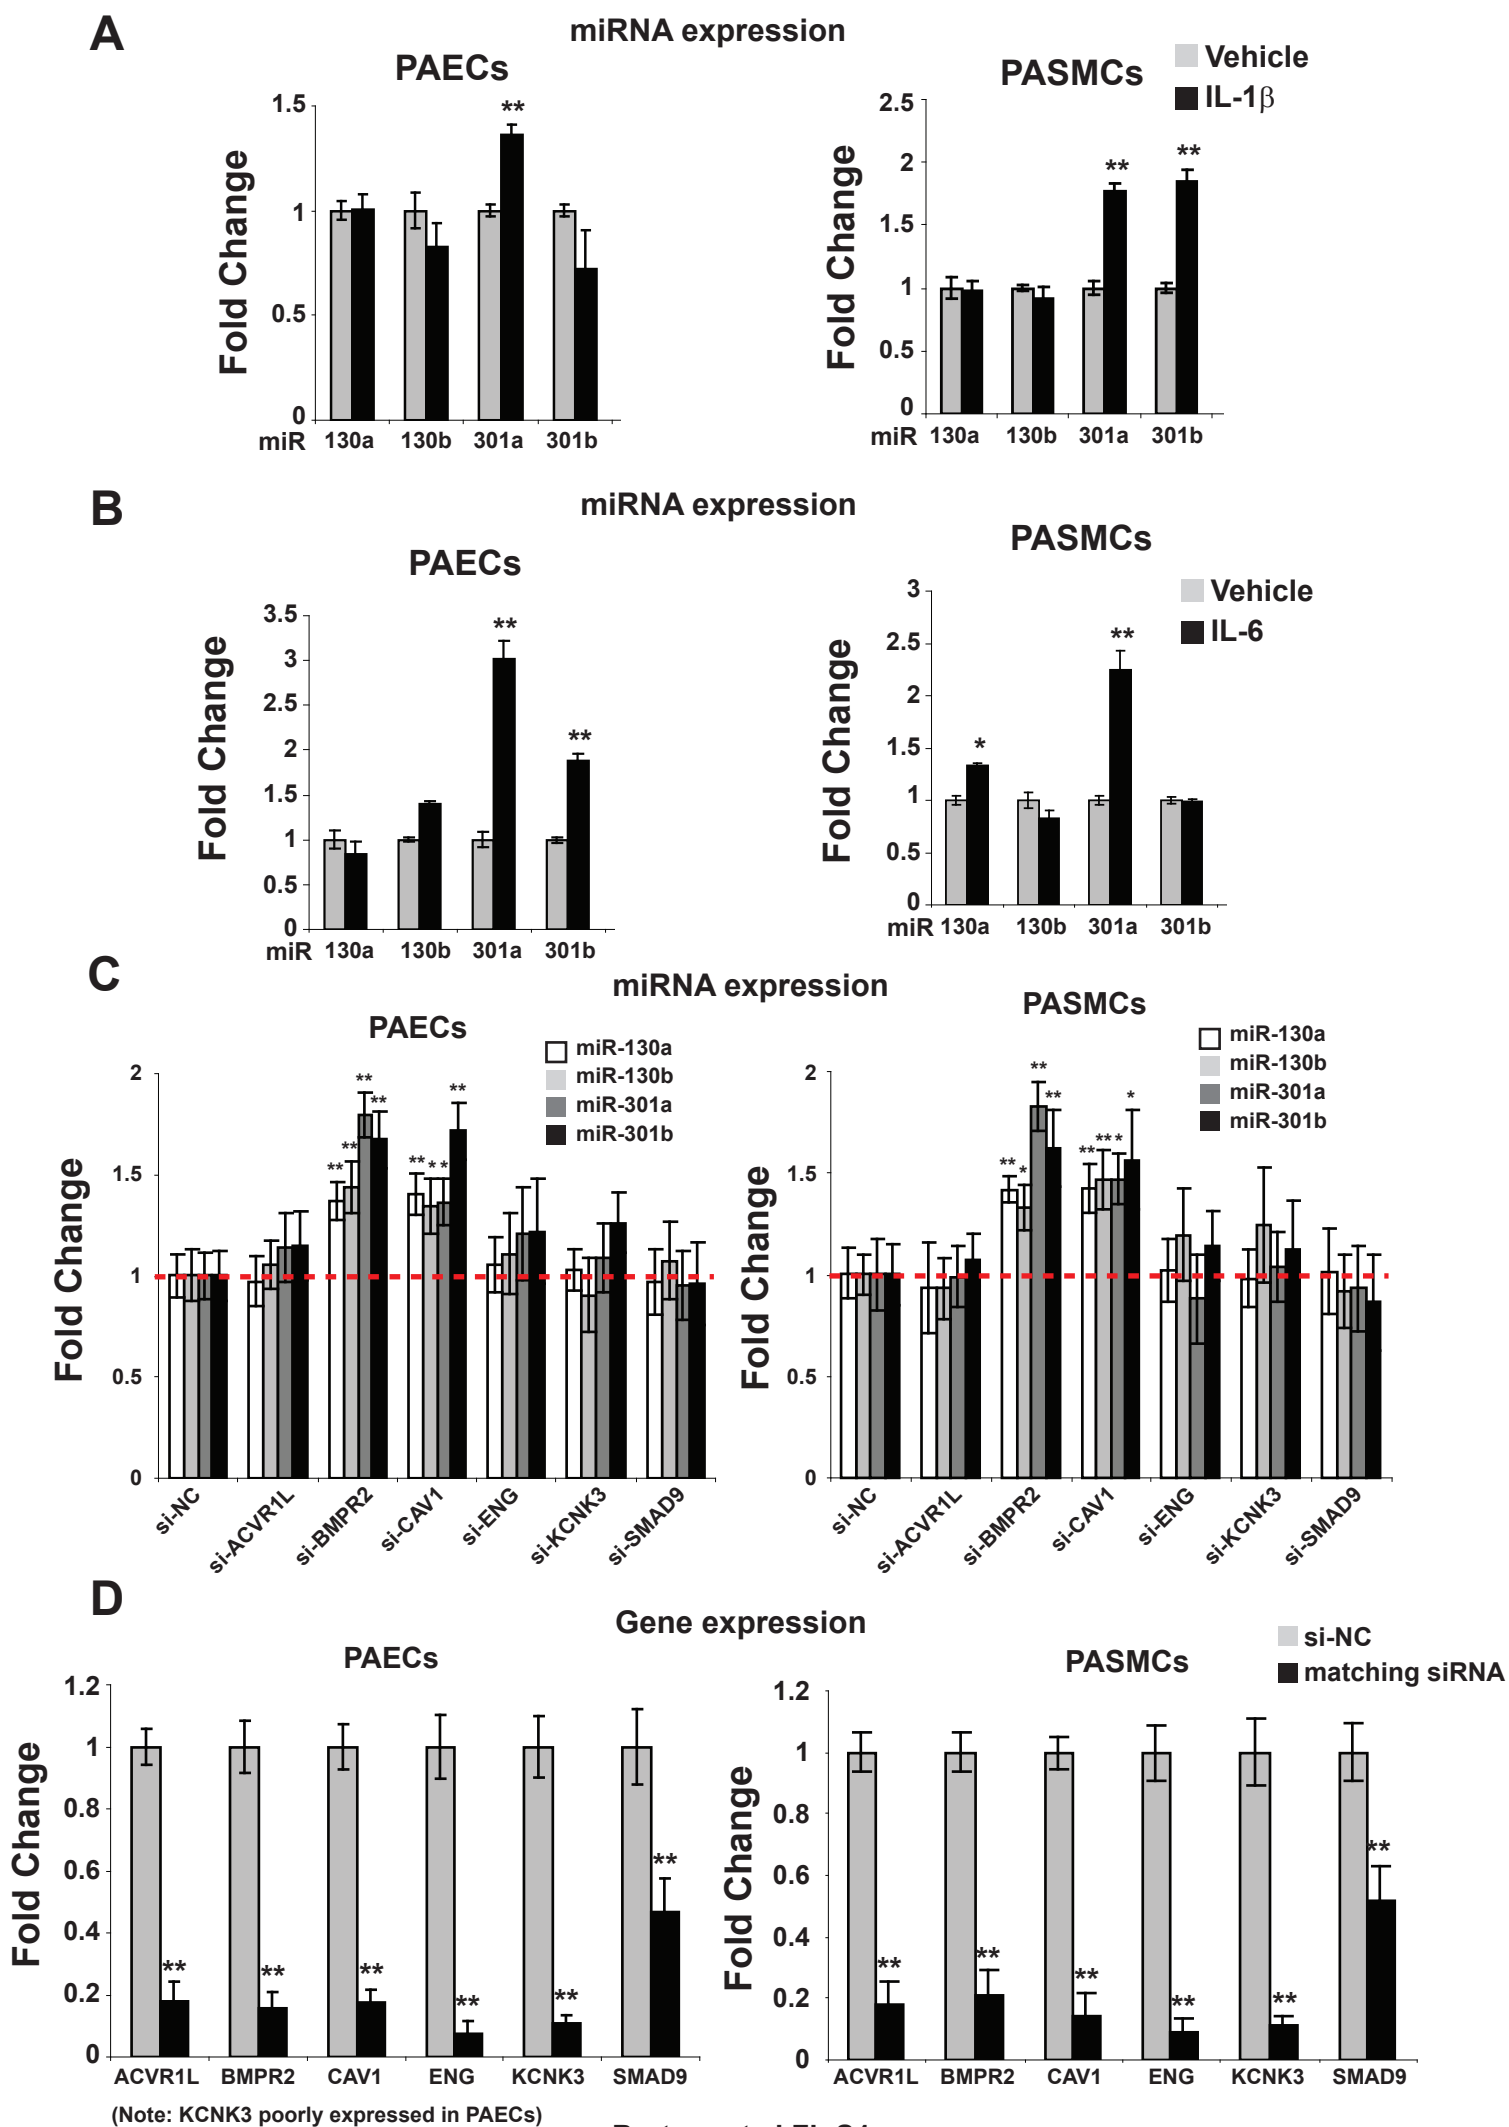 A
miRNA expression
PAECs
PASMCs
Vehicle
IL-1β
Fold Change
1.5
1
0.5
0
**
miR 130a 130b 301a 301b
Fold Change
2.5
2
1.5
1
0.5
0
** **
miR 130a 130b 301a 301b
B
miRNA expression
PAECs
PASMCs
Vehicle
IL-6
Fold Change
3.5
3
2.5
2
1.5
1
0.5
0
** **
miR 130a 130b 301a 301b
Fold Change
3
2.5
2
1.5
1
0.5
0
* **
miR 130a 130b 301a 301b
C
miRNA expression
PAECs
miR-130a
miR-130b
miR-301a
miR-301b
Fold Change
2
1.5
1
0.5
0
** ** ** ** ** * * **
si-NC si-ACVR1L si-BMPR2 si-CAV1 si-ENG si-KCNK3 si-SMAD9
PASMCs
miR-130a
miR-130b
miR-301a
miR-301b
Fold Change
2
1.5
1
0.5
0
** * ** ** ** ** * *
si-NC si-ACVR1L si-BMPR2 si-CAV1 si-ENG si-KCNK3 si-SMAD9
D
Gene expression
si-NC
matching siRNA
PAECs
Fold Change
1.2
1
0.8
0.6
0.4
0.2
0
** ** ** ** ** **
ACVR1L BMPR2 CAV1 ENG KCNK3 SMAD9
(Note: KCNK3 poorly expressed in PAECs)
PASMCs
Fold Change
1.2
1
0.8
0.6
0.4
0.2
0
** ** ** ** ** **
ACVR1L BMPR2 CAV1 ENG KCNK3 SMAD9